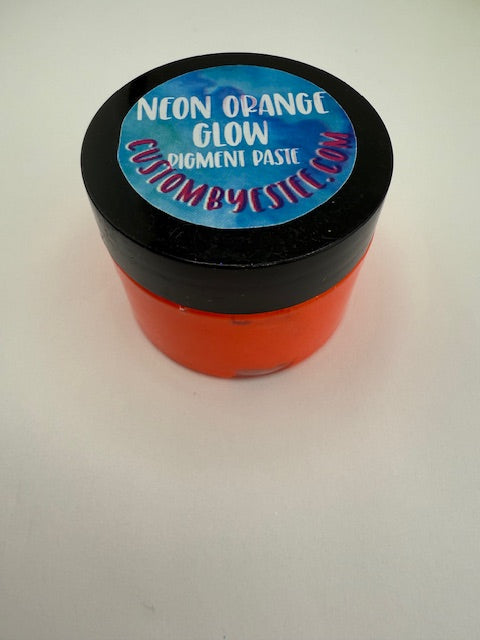 NEON ORANGE
GLOW
PIGMENT PASTE
CUSTOMBYESTEE.COM